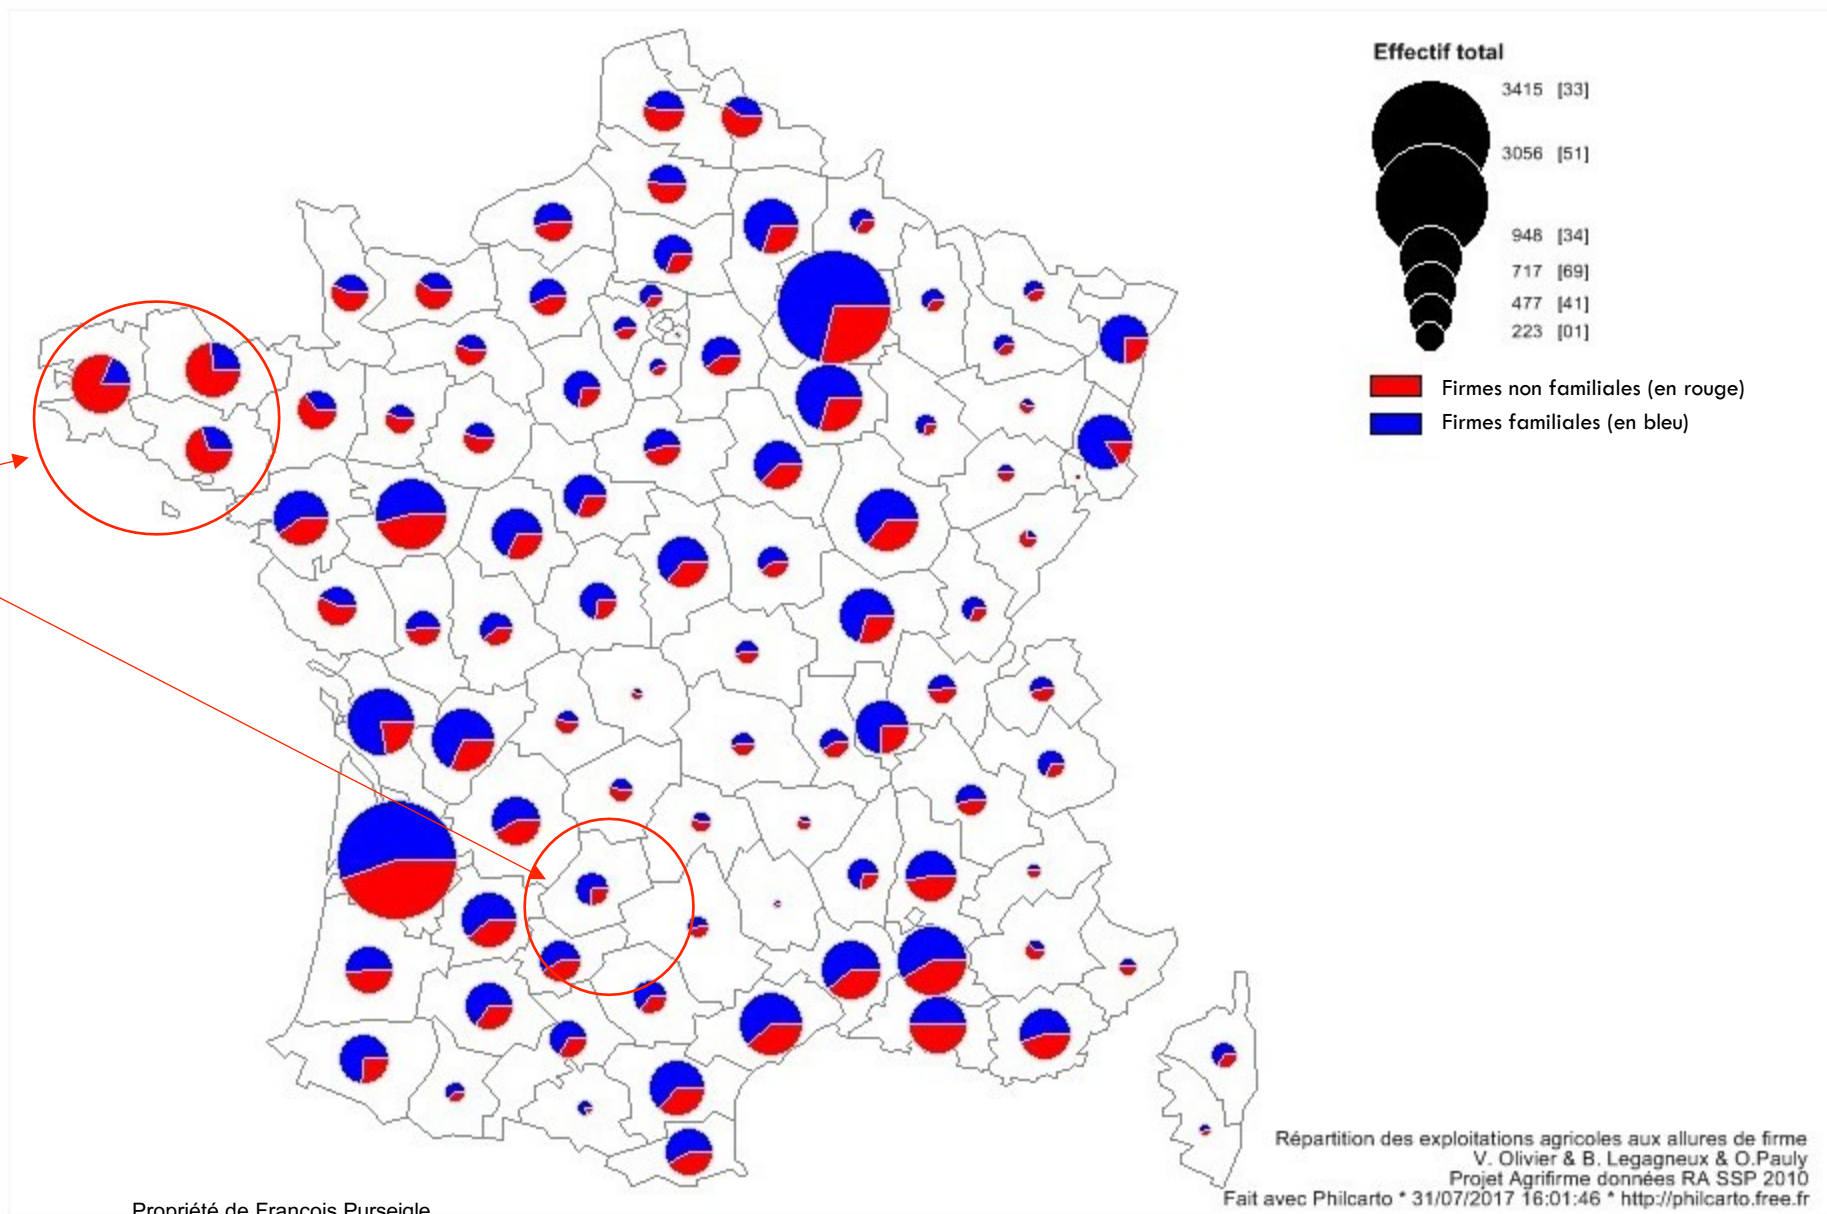 Effectif total
3415 [33]
3056 [51]
948 [34]
717 [69]
477 [41]
223 [01]
Firmes non familiales (en rouge)
Firmes familiales (en bleu)
Répartition des exploitations agricoles aux allures de firme
V. Olivier & B. Legagneux & O.Pauly
Projet Agrifirme données RA SSP 2010
Fait avec Philcarto * 31/07/2017 16:01:46 * http://philcarto.free.fr
Propriété de François Purseigle